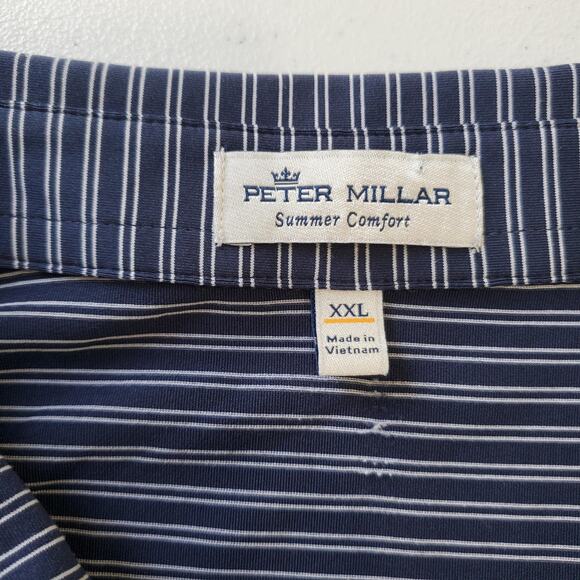 PETER MILLAR
Summer Comfort
XXL
Made in
Vietnam